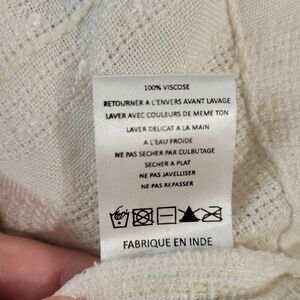 100% VISCOSE
RETOURNER A L'ENVERS AVANT LAVAGE
LAVER AVEC COULEURS DE MEME TON
LAVER DELICAT A LA MAIN
A L'EAU FROIDE
NE PAS SECHER PAR CULBUTAGE
SECHER A PLAT
NE PAS JAVELLISER
NE PAS REPASSER
FABRIQUE EN INDE